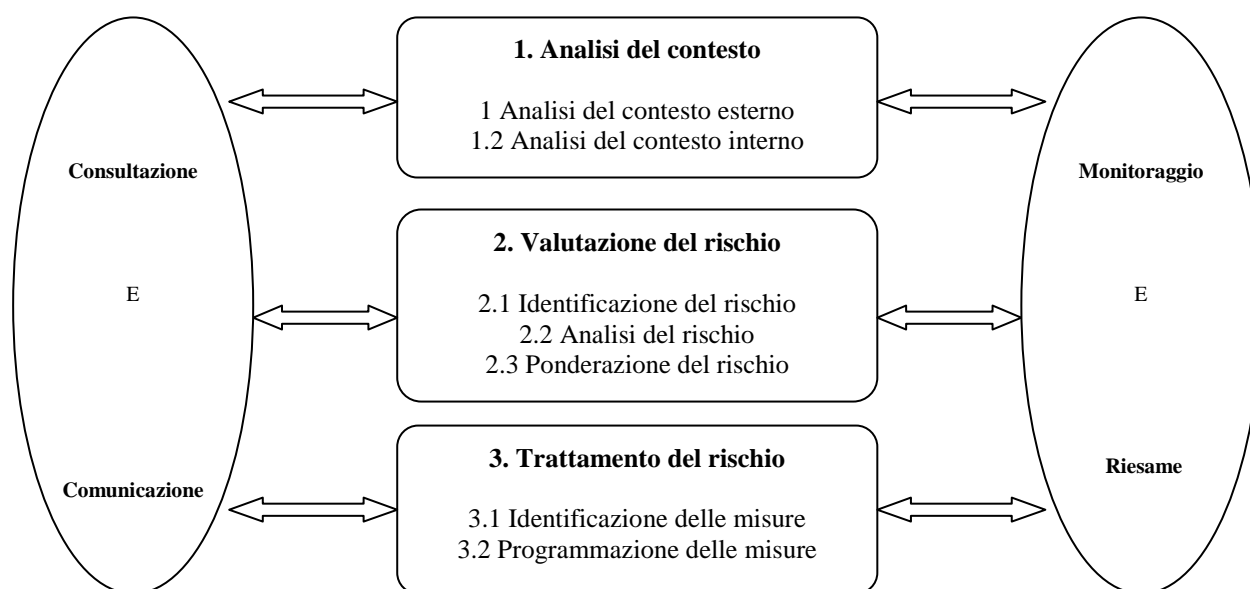 Consultazione
E
Comunicazione
1. Analisi del contesto
1 Analisi del contesto esterno
1.2 Analisi del contesto interno
2. Valutazione del rischio
2.1 Identificazione del rischio
2.2 Analisi del rischio
2.3 Ponderazione del rischio
3. Trattamento del rischio
3.1 Identificazione delle misure
3.2 Programmazione delle misure
Monitoraggio
E
Riesame